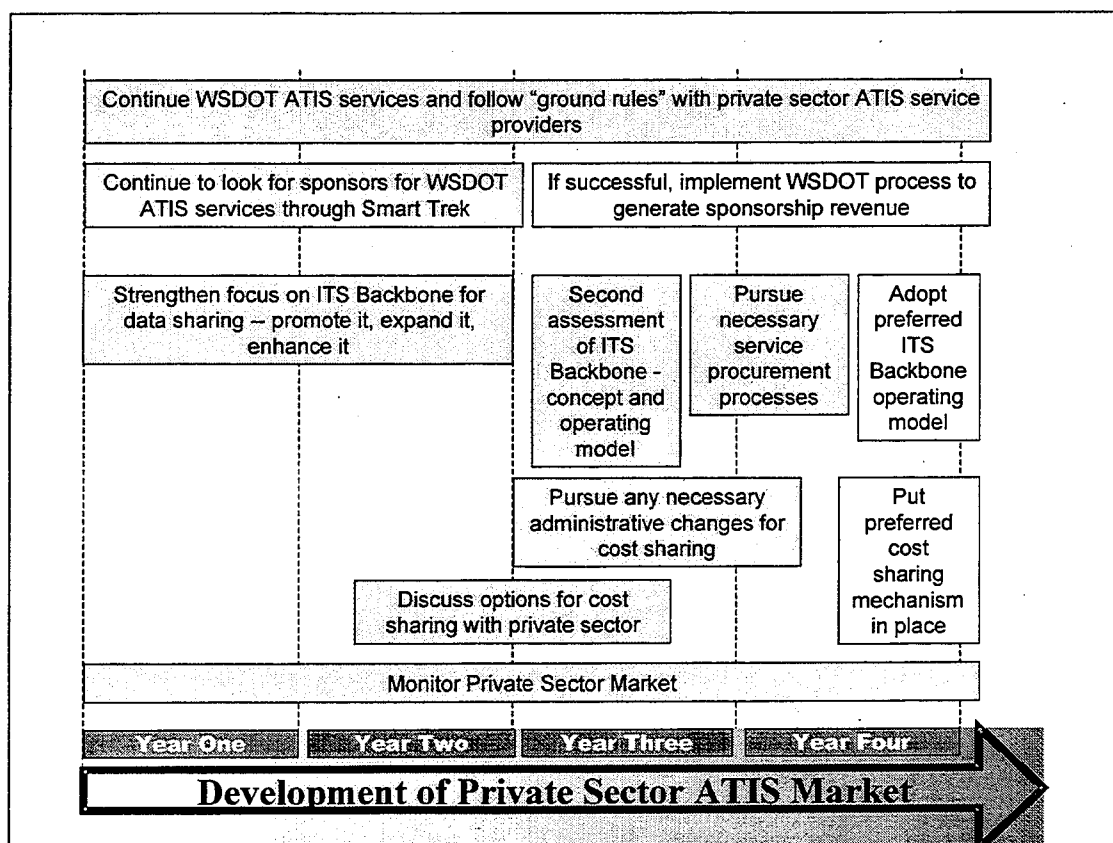 Continue WSDOT ATIS services and follow "ground rules" with private sector ATIS service
providers
Continue to look for sponsors for WSDOT
ATIS services through Smart Trek
If successful, implement WSDOT process to
generate sponsorship revenue
Strengthen focus on ITS Backbone for
data sharing – promote it, expand it,
enhance it
Second
assessment
of ITS
Backbone -
concept and
operating
model
Pursue
necessary
service
procurement
processes
Adopt
preferred
ITS
Backbone
operating
model
Pursue any necessary
administrative changes for
cost sharing
Put
preferred
cost
sharing
mechanism
in place
Discuss options for cost
sharing with private sector
Monitor Private Sector Market
Year One
Year Two
Year Three
Year Four
Development of Private Sector ATIS Market